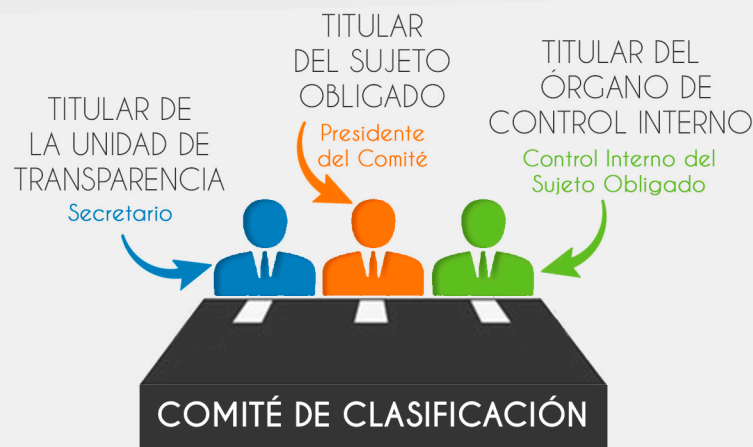 TITULAR DE
LA UNIDAD DE
TRANSPARENCIA
Secretario
TITULAR
DEL SUJETO
OBLIGADO
Presidente
del Comité
TITULAR DEL
ÓRGANO DE
CONTROL INTERNO
Control Interno del
Sujeto Obligado
COMITÉ DE CLASIFICACIÓN